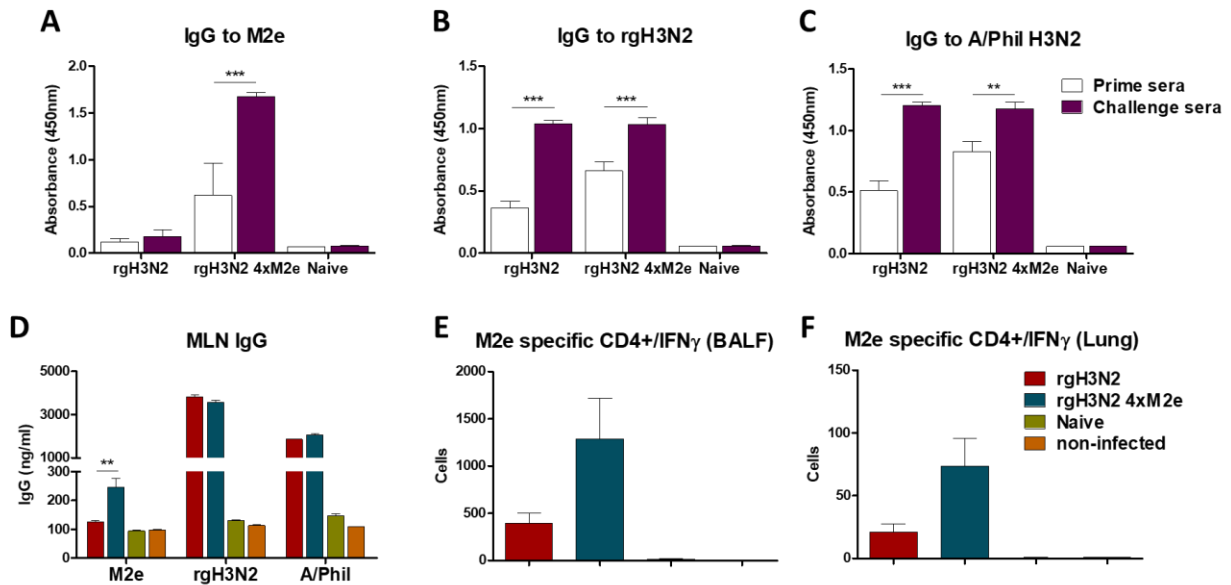 A
IgG to M2e
Absorbance (450nm)
2.0
1.5
1.0
0.5
0.0
***
rgH3N2
rgH3N2 4xM2e
Naive
B
IgG to rgH3N2
Absorbance (450nm)
1.5
1.0
0.5
0.0
***
***
rgH3N2
rgH3N2 4xM2e
Naive
C
IgG to A/Phil H3N2
Absorbance (450nm)
1.5
1.0
0.5
0.0
***
**
rgH3N2
rgH3N2 4xM2e
Naive
Prime sera
Challenge sera
D
MLN IgG
IgG (ng/ml)
5000
3000
1000
300
200
100
0
**
M2e
rgH3N2
A/Phil
E
M2e specific CD4+/IFNγ (BALF)
Cells
2000
1500
1000
500
0
F
M2e specific CD4+/IFNγ (Lung)
Cells
150
100
50
0
rgH3N2
rgH3N2 4xM2e
Naive
non-infected